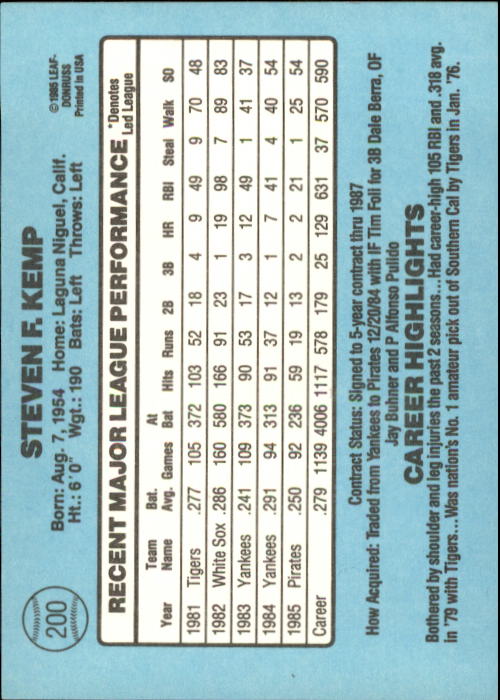 200
STEVEN F. KEMP
©1985 LEAF-
DONRUSS
Printed in USA
Born: Aug. 7, 1954 Home: Laguna Niguel, Calif.
Ht.: 6'0" Wgt.: 190 Bats: Left Throws: Left
RECENT MAJOR LEAGUE PERFORMANCE *Denotes Led League
Year Team Name Bat. Avg. Games At Bat Hits Runs 2B 3B HR RBI Steal Walk SO
1981 Tigers .277 105 372 103 52 18 4 9 49 9 70 48
1982 White Sox .286 160 580 166 91 23 1 19 98 7 89 83
1983 Yankees .241 109 373 90 53 17 3 12 49 1 41 37
1984 Yankees .291 94 313 91 37 12 1 7 41 4 40 54
1985 Pirates .250 92 236 59 19 13 2 2 21 1 25 54
Career .279 1139 4006 1117 578 179 25 129 631 37 570 590
Contract Status: Signed to 5-year contract thru 1987
How Acquired: Traded from Yankees to Pirates 12/20/84 with IF Tim Foli for 3B Dale Berra, OF
Jay Buhner and P Alfonso Pulido
CAREER HIGHLIGHTS
Bothered by shoulder and leg injuries the past 2 seasons...Had career-high 105 RBI and .318 avg.
in '79 with Tigers...Was nation's No. 1 amateur pick out of Southern Cal by Tigers in Jan. '76.